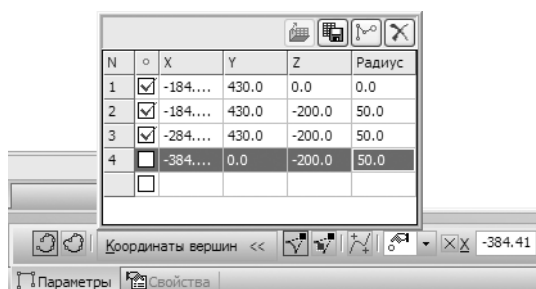 N X Y Z Радиус
1 -184.... 430.0 0.0 0.0
2 -184.... 430.0 -200.0 50.0
3 -284.... 430.0 -200.0 50.0
4 -384.... 0.0 -200.0 50.0
Координаты вершин << X -384.41
Параметры Свойства